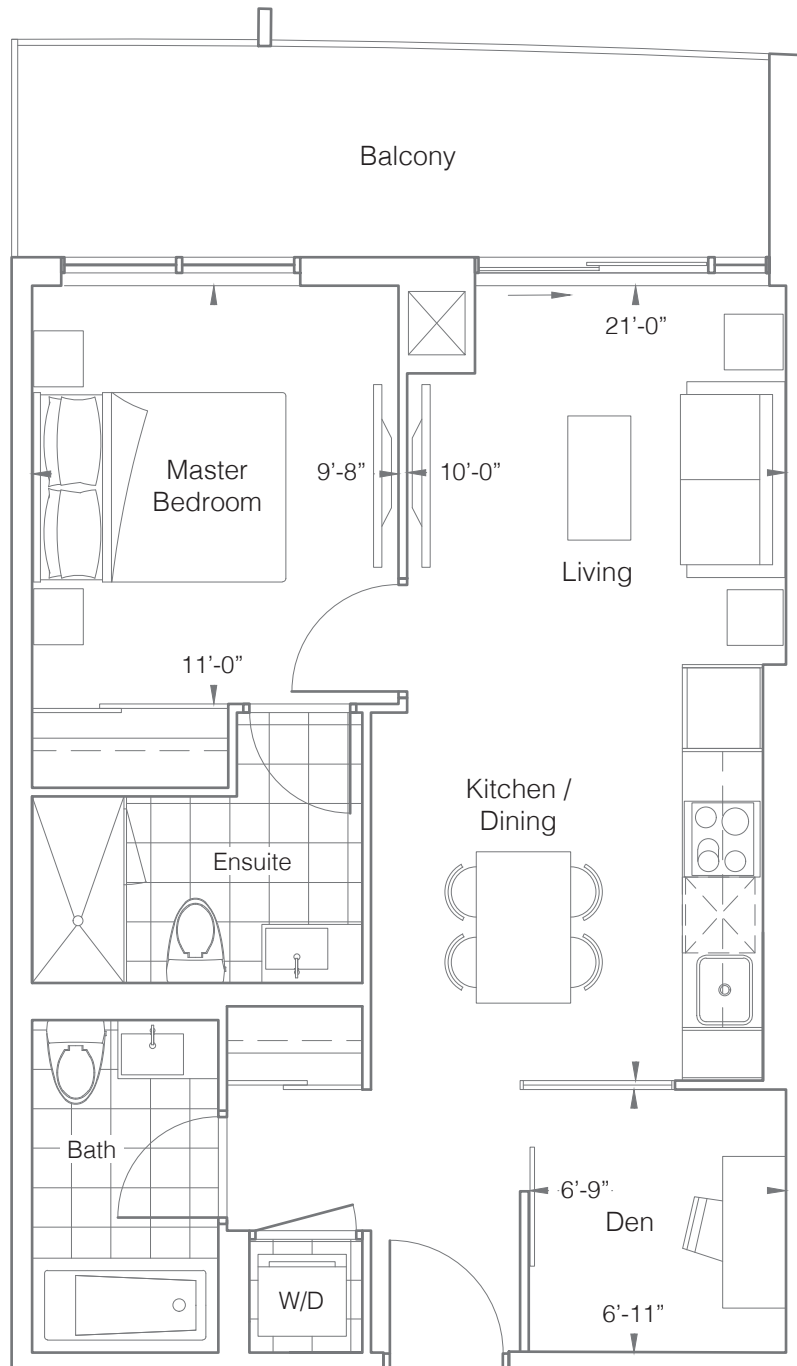 Balcony
21’-0”
Master
Bedroom
9’-8”
10’-0”
Living
11’-0”
Kitchen /
Dining
Ensuite
Bath
6’-9”
Den
W/D
6’-11”